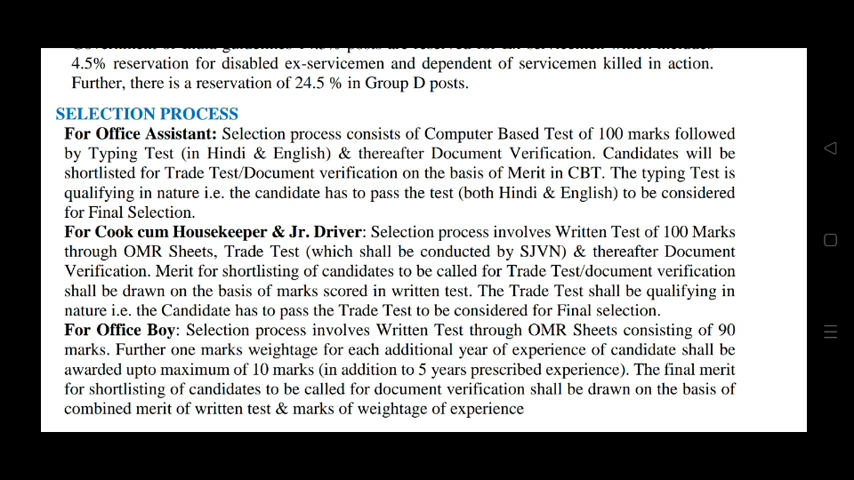 4.5% reservation for disabled ex-servicemen and dependent of servicemen killed in action.
Further, there is a reservation of 24.5 % in Group D posts.
SELECTION PROCESS
For Office Assistant: Selection process consists of Computer Based Test of 100 marks followed
by Typing Test (in Hindi & English) & thereafter Document Verification. Candidates will be
shortlisted for Trade Test/Document verification on the basis of Merit in CBT. The typing Test is
qualifying in nature i.e. the candidate has to pass the test (both Hindi & English) to be considered
for Final Selection.
For Cook cum Housekeeper & Jr. Driver: Selection process involves Written Test of 100 Marks
through OMR Sheets, Trade Test (which shall be conducted by SJVN) & thereafter Document
Verification. Merit for shortlisting of candidates to be called for Trade Test/document verification
shall be drawn on the basis of marks scored in written test. The Trade Test shall be qualifying in
nature i.e. the Candidate has to pass the Trade Test to be considered for Final selection.
For Office Boy: Selection process involves Written Test through OMR Sheets consisting of 90
marks. Further one marks weightage for each additional year of experience of candidate shall be
awarded upto maximum of 10 marks (in addition to 5 years prescribed experience). The final merit
for shortlisting of candidates to be called for document verification shall be drawn on the basis of
combined merit of written test & marks of weightage of experience